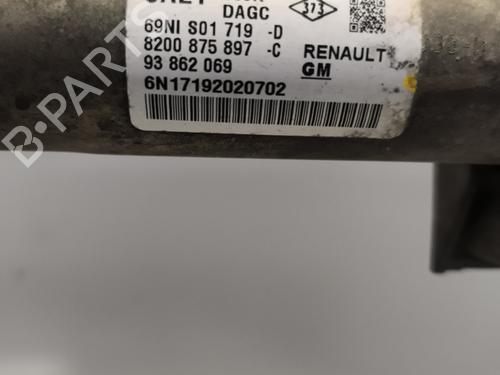 DAGC
373
69NI S01 719 -D
8200 875 897 -C RENAULT
93 862 069 GM
6N17192020702
B-PARTS